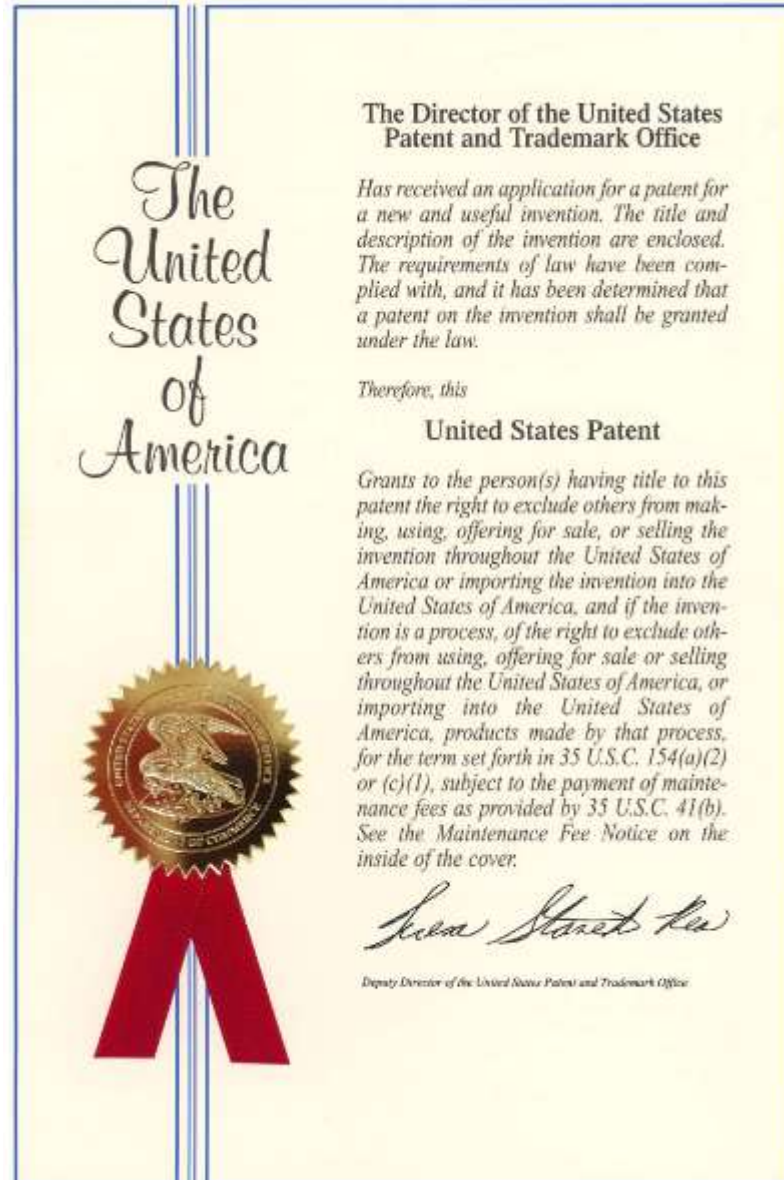 The
United
States
of
America
The Director of the United States
Patent and Trademark Office
Has received an application for a patent for
a new and useful invention. The title and
description of the invention are enclosed.
The requirements of law have been com-
plied with, and it has been determined that
a patent on the invention shall be granted
under the law.
Therefore, this
United States Patent
Grants to the person(s) having title to this
patent the right to exclude others from mak-
ing, using, offering for sale, or selling the
invention throughout the United States of
America or importing the invention into the
United States of America, and if the inven-
tion is a process, of the right to exclude oth-
ers from using, offering for sale or selling
throughout the United States of America, or
importing into the United States of
America, products made by that process,
for the term set forth in 35 U.S.C. 154(a)(2)
or (c)(1), subject to the payment of mainte-
nance fees as provided by 35 U.S.C. 41(b).
See the Maintenance Fee Notice on the
inside of the cover.
Deputy Director of the United States Patent and Trademark Office
OF COMMERCE